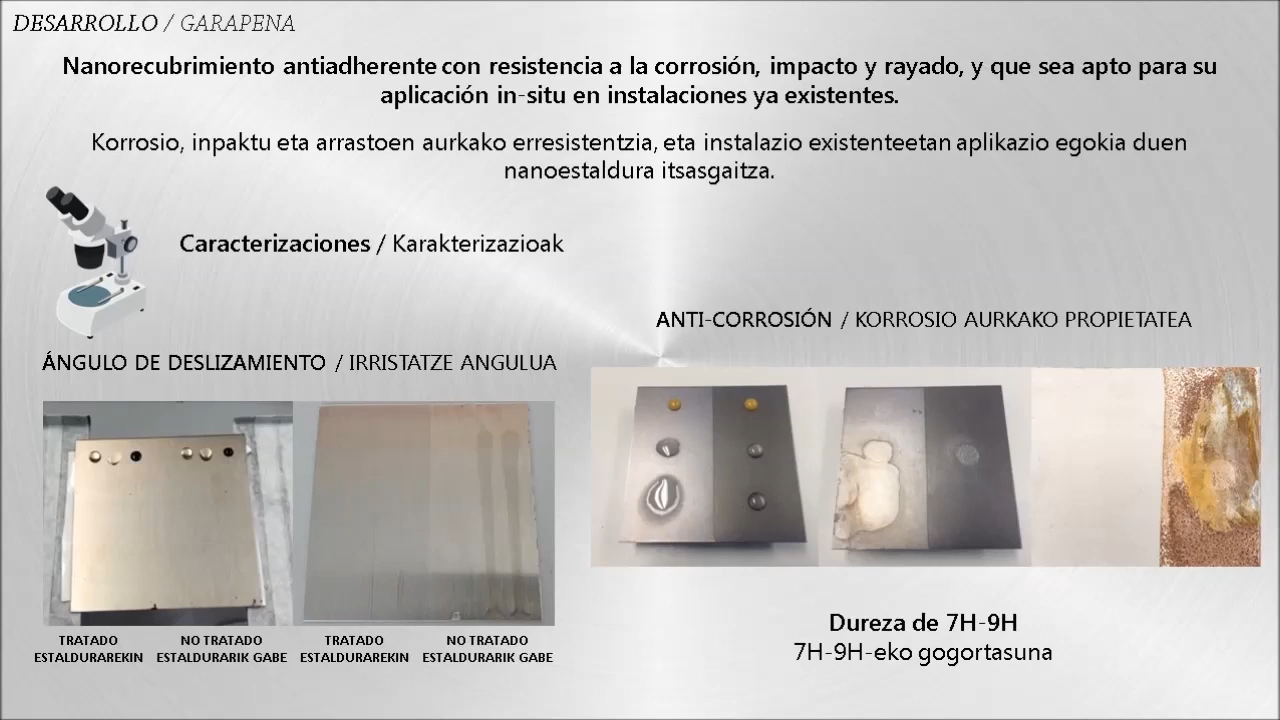 DESARROLLO / GARAPENA
Nanorecubrimiento antiadherente con resistencia a la corrosión, impacto y rayado, y que sea apto para su
aplicación in-situ en instalaciones ya existentes.
Korrosio, inpaktu eta arrastoen aurkako erresistentzia, eta instalazio existenteetan aplikazio egokia duen
nanoestaldura itsasgaitza.
Caracterizaciones / Karakterizazioak
ANTI-CORROSIÓN / KORROSIO AURKAKO PROPIETATEA
ÁNGULO DE DESLIZAMIENTO / IRRISTATZE ANGULUA
TRATADO NO TRATADO TRATADO NO TRATADO
ESTALDURAREKIN ESTALDURARIK GABE ESTALDURAREKIN ESTALDURARIK GABE
Dureza de 7H-9H
7H-9H-eko gogortasuna